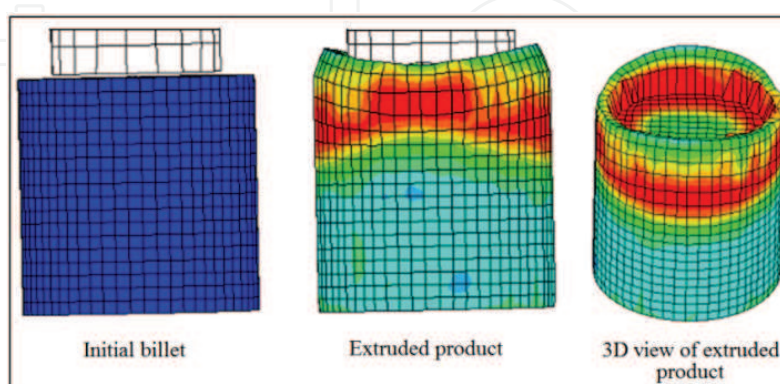 Initial billet
Extruded product
3D view of extruded
product